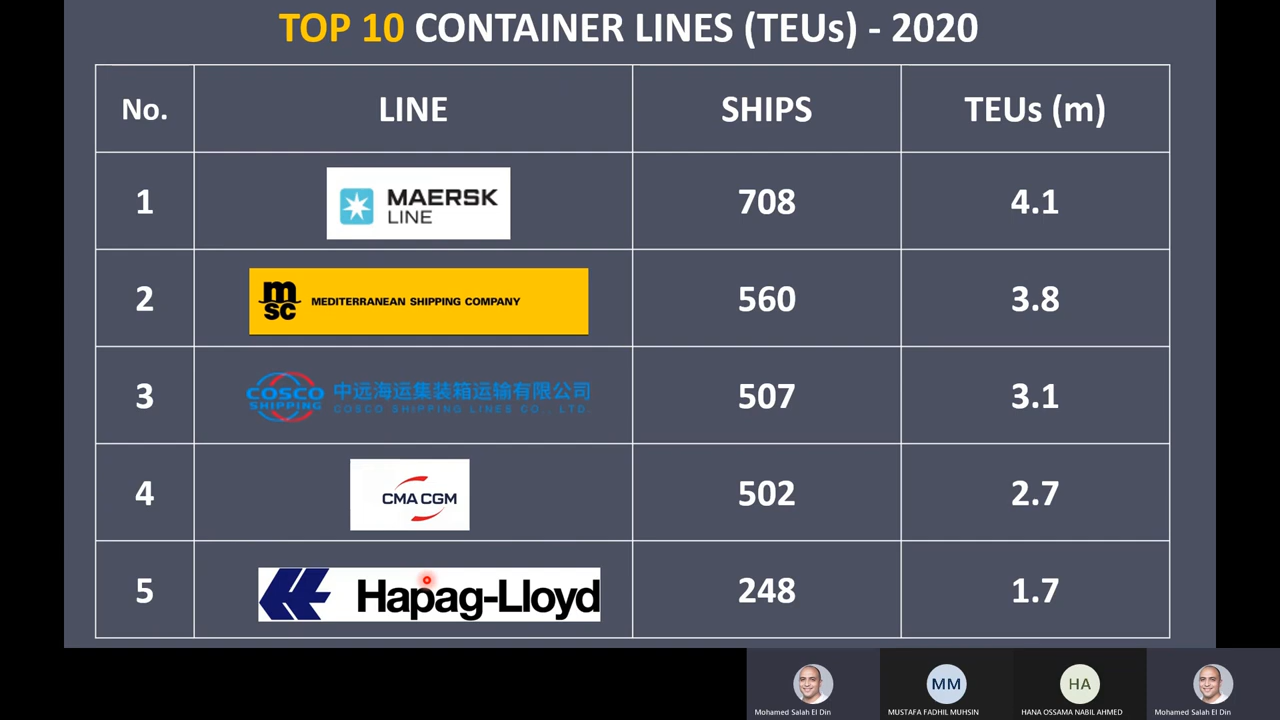 TOP 10 CONTAINER LINES (TEUs) - 2020
No. LINE SHIPS TEUs (m)
1 MAERSK LINE 708 4.1
2 msc MEDITERRANEAN SHIPPING COMPANY 560 3.8
3 COSCO SHIPPING 中远海运集装箱运输有限公司 COSCO SHIPPING LINES CO., LTD. 507 3.1
4 CMA CGM 502 2.7
5 Hapag-Lloyd 248 1.7
MM HA
Mohamed Salah El Din MUSTAFA FADHIL MUHSIN HANA OSSAMA NABIL AHMED Mohamed Salah El Din